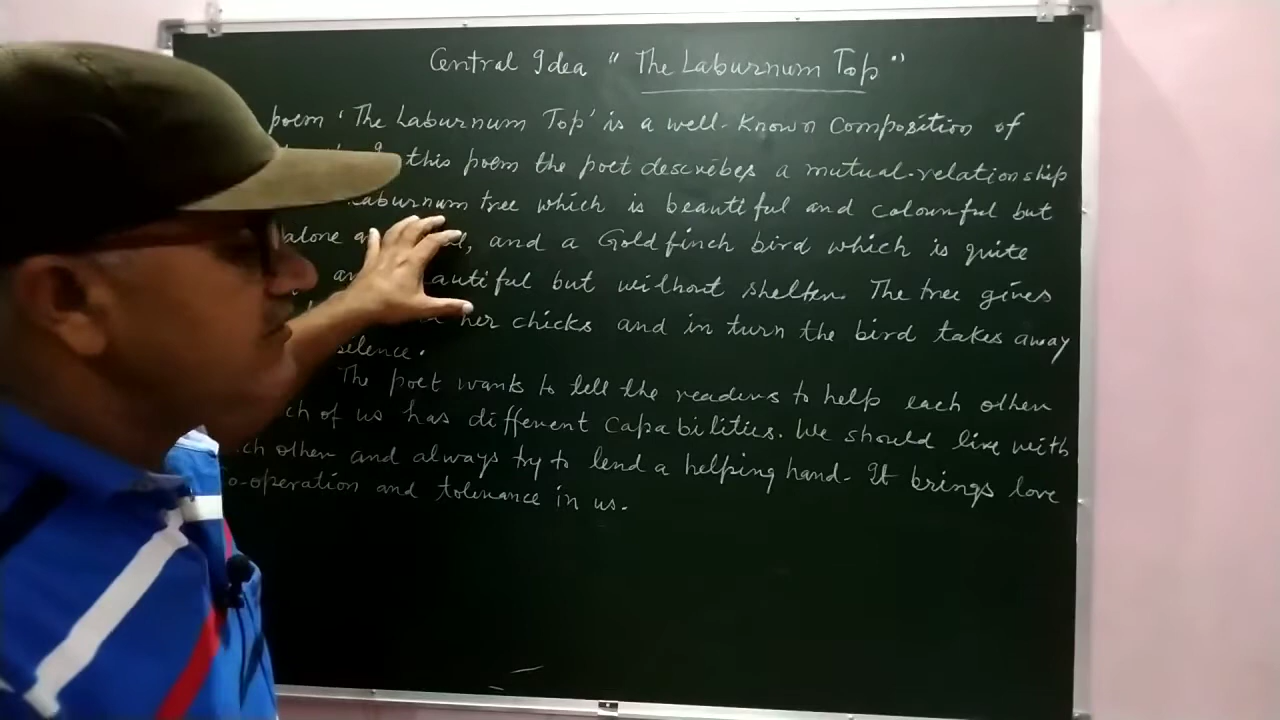 Central Idea "The Laburnum Top"
poem 'The Laburnum Top' is a well-known composition of
this poem the poet describes a mutual-relationship
Laburnum tree which is beautiful and colourful but
alone and, and a Goldfinch bird which is quite
beautiful but without shelter. The tree gives
her chicks and in turn the bird takes away
silence.
The poet wants to tell the readers to help each other
of us has different capabilities. We should live with
other and always try to lend a helping hand. It brings love
co-operation and tolerance in us.